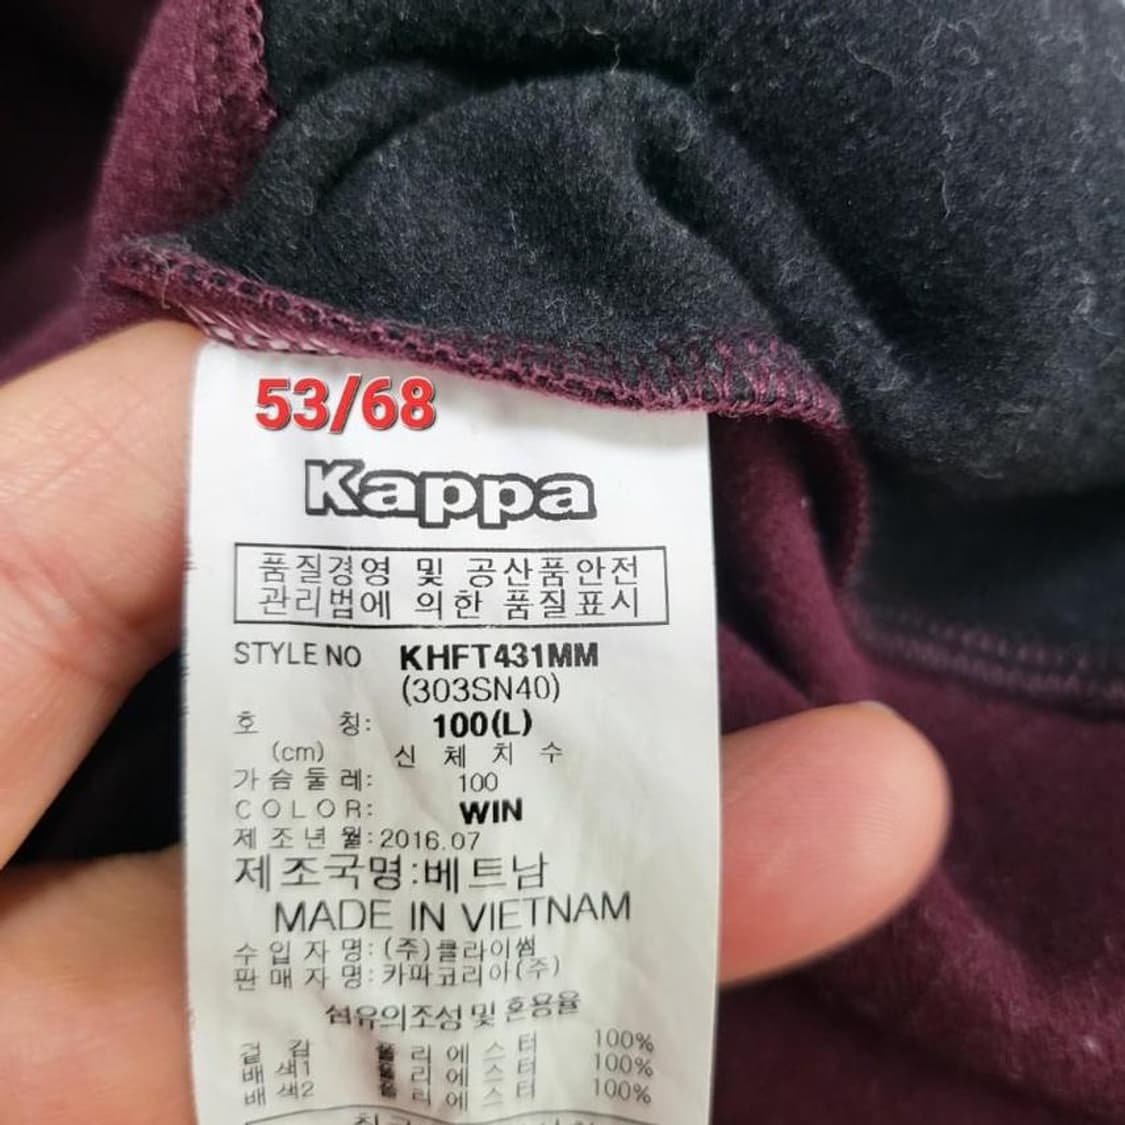 53/68
Kappa
품질경영 및 공산품안전
관리법에 의한 품질표시
STYLE NO KHFT431MM
(303SN40)
호 칭: 100(L)
(cm) 신 체 치 수
가 슴 둘 레: 100
COLOR: WIN
제 조 년 월:2016.07
제조국명:베트남
MADE IN VIETNAM
수 입 자 명: (주)클라이썸
판 매 자 명: 카파코리아(주)
섬유의조성 및 혼용율
겉 감 폴 리 에 스 터 100%
배 색1 폴 리 에 스 터 100%
배 색2 폴 리 에 스 터 100%